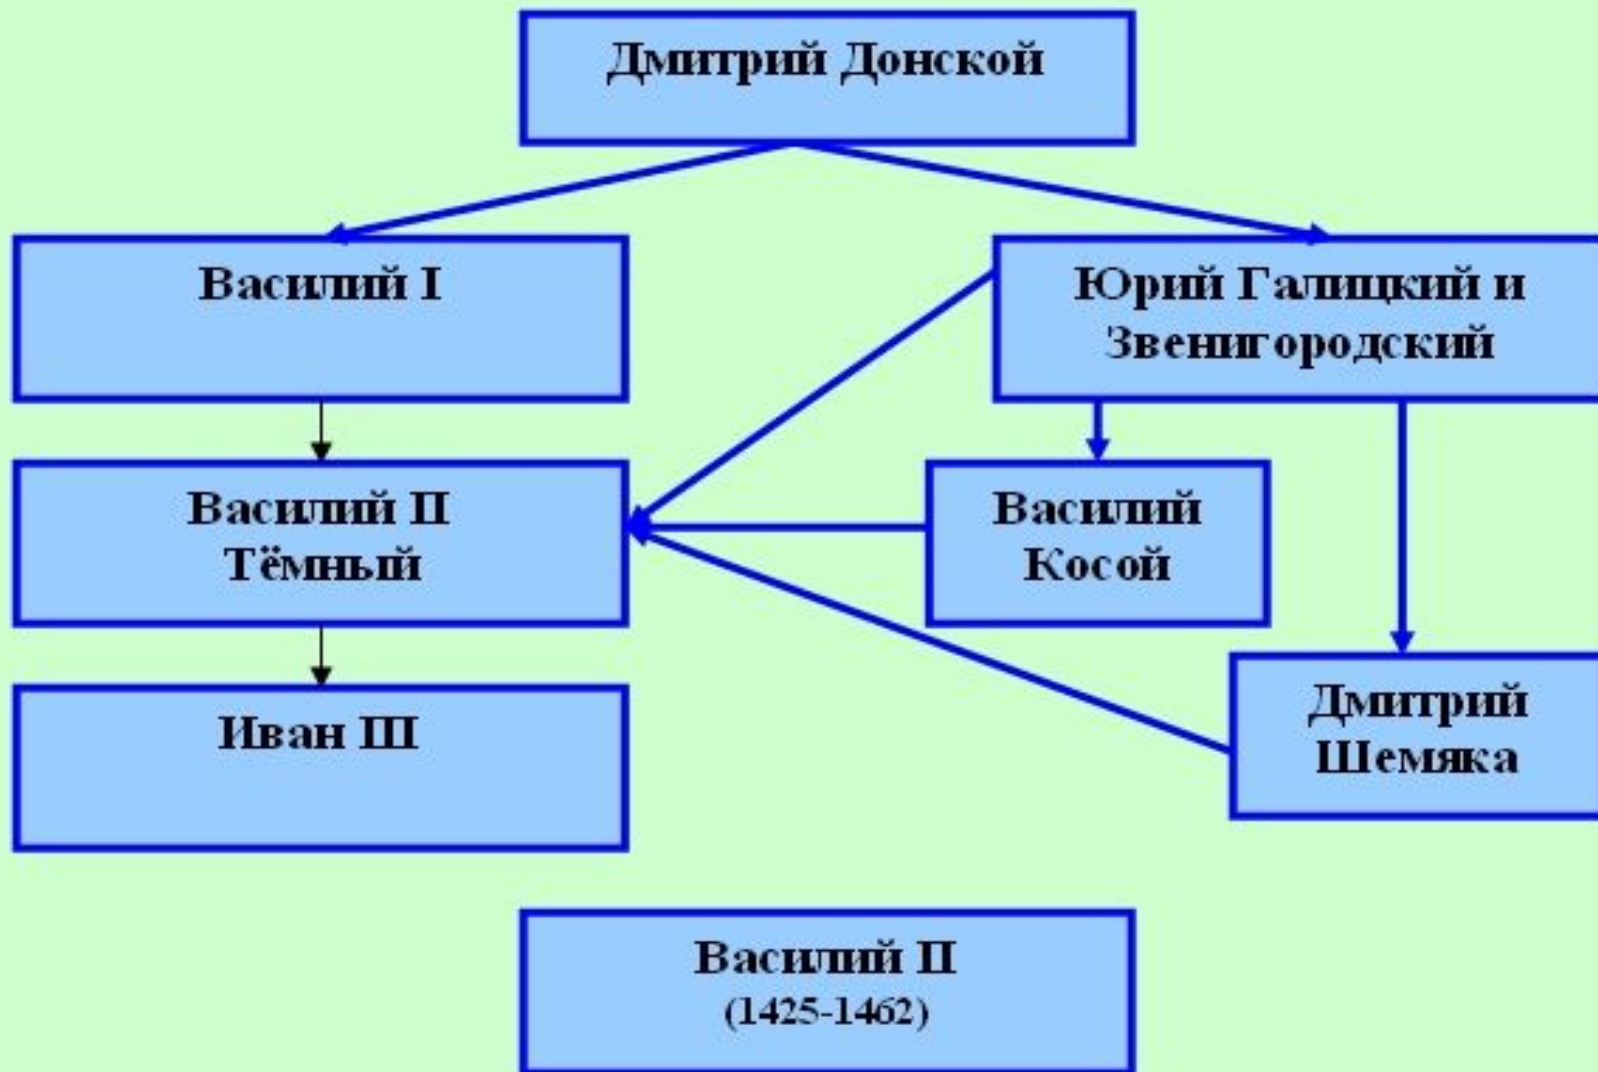 Дмитрий Донской
Василий I
Юрий Галицкий и
Звенигородский
Василий II
Тёмный
Василий
Косой
Иван III
Дмитрий
Шемяка
Василий II
(1425-1462)